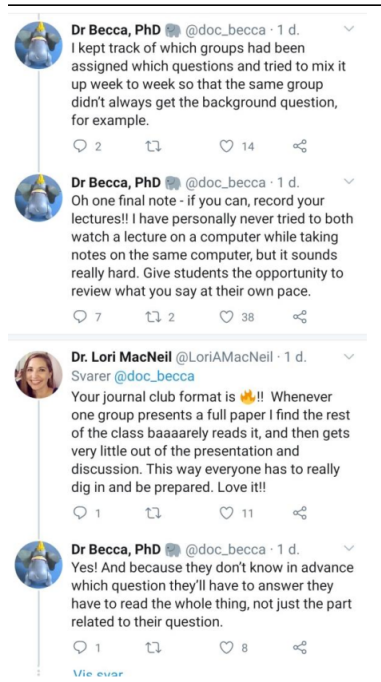 Dr Becca, PhD 🐘 @doc_becca · 1 d.
I kept track of which groups had been
assigned which questions and tried to mix it
up week to week so that the same group
didn't always get the background question,
for example.
2 14
Dr Becca, PhD 🐘 @doc_becca · 1 d.
Oh one final note - if you can, record your
lectures!! I have personally never tried to both
watch a lecture on a computer while taking
notes on the same computer, but it sounds
really hard. Give students the opportunity to
review what you say at their own pace.
7 2 38
Dr. Lori MacNeil @LoriAMacNeil · 1 d.
Svarer @doc_becca
Your journal club format is 🔥!! Whenever
one group presents a full paper I find the rest
of the class baaaarely reads it, and then gets
very little out of the presentation and
discussion. This way everyone has to really
dig in and be prepared. Love it!!
1 11
Dr Becca, PhD 🐘 @doc_becca · 1 d.
Yes! And because they don't know in advance
which question they'll have to answer they
have to read the whole thing, not just the part
related to their question.
1 8
Vis svar